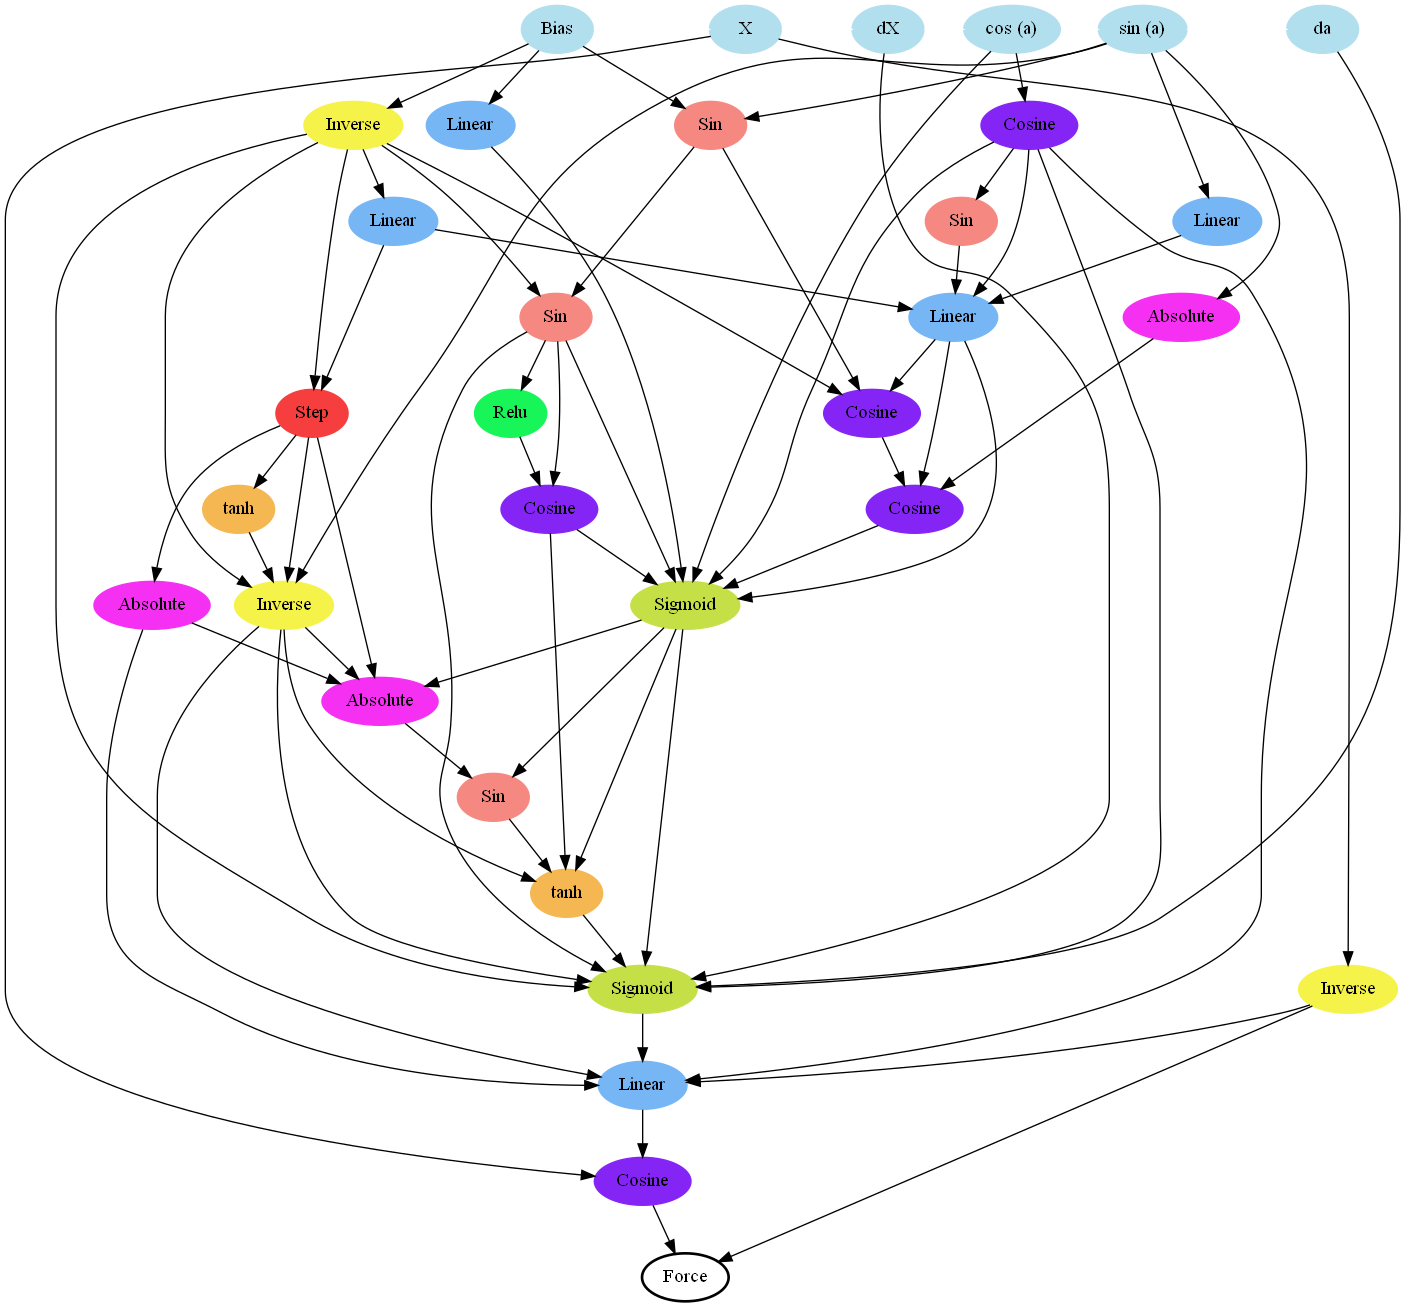 Bias
X
dX
cos (a)
sin (a)
da
Inverse
Linear
Sin
Cosine
Linear
Sin
Linear
Sin
Linear
Absolute
Step
Relu
Cosine
tanh
Cosine
Cosine
Absolute
Inverse
Sigmoid
Absolute
Sin
tanh
Sigmoid
Inverse
Linear
Cosine
Force